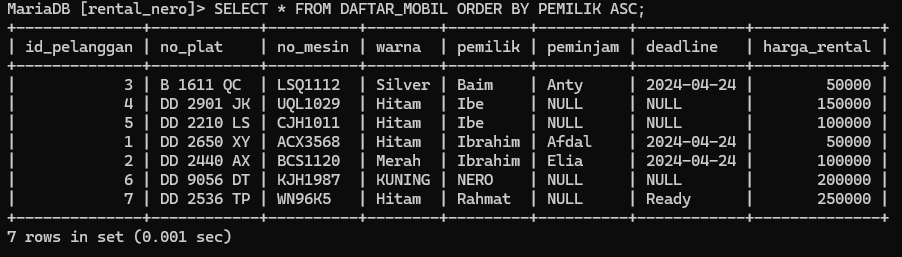 MariaDB [rental_nero]> SELECT * FROM DAFTAR_MOBIL ORDER BY PEMILIK ASC;
+--------------+------------+----------+--------+---------+----------+------------+--------------+
| id_pelanggan | no_plat    | no_mesin | warna  | pemilik | peminjam | deadline   | harga_rental |
+--------------+------------+----------+--------+---------+----------+------------+--------------+
|            3 | B 1611 QC  | LSQ1112  | Silver | Baim    | Anty     | 2024-04-24 |        50000 |
|            4 | DD 2901 JK | UQL1029  | Hitam  | Ibe     | NULL     | NULL       |       150000 |
|            5 | DD 2210 LS | CJH1011  | Hitam  | Ibe     | NULL     | NULL       |       100000 |
|            1 | DD 2650 XY | ACX3568  | Hitam  | Ibrahim | Afdal    | 2024-04-24 |        50000 |
|            2 | DD 2440 AX | BCS1120  | Merah  | Ibrahim | Elia     | 2024-04-24 |       100000 |
|            6 | DD 9056 DT | KJH1987  | KUNING | NERO    | NULL     | NULL       |       200000 |
|            7 | DD 2536 TP | WN96K5   | Hitam  | Rahmat  | NULL     | Ready      |       250000 |
+--------------+------------+----------+--------+---------+----------+------------+--------------+
7 rows in set (0.001 sec)